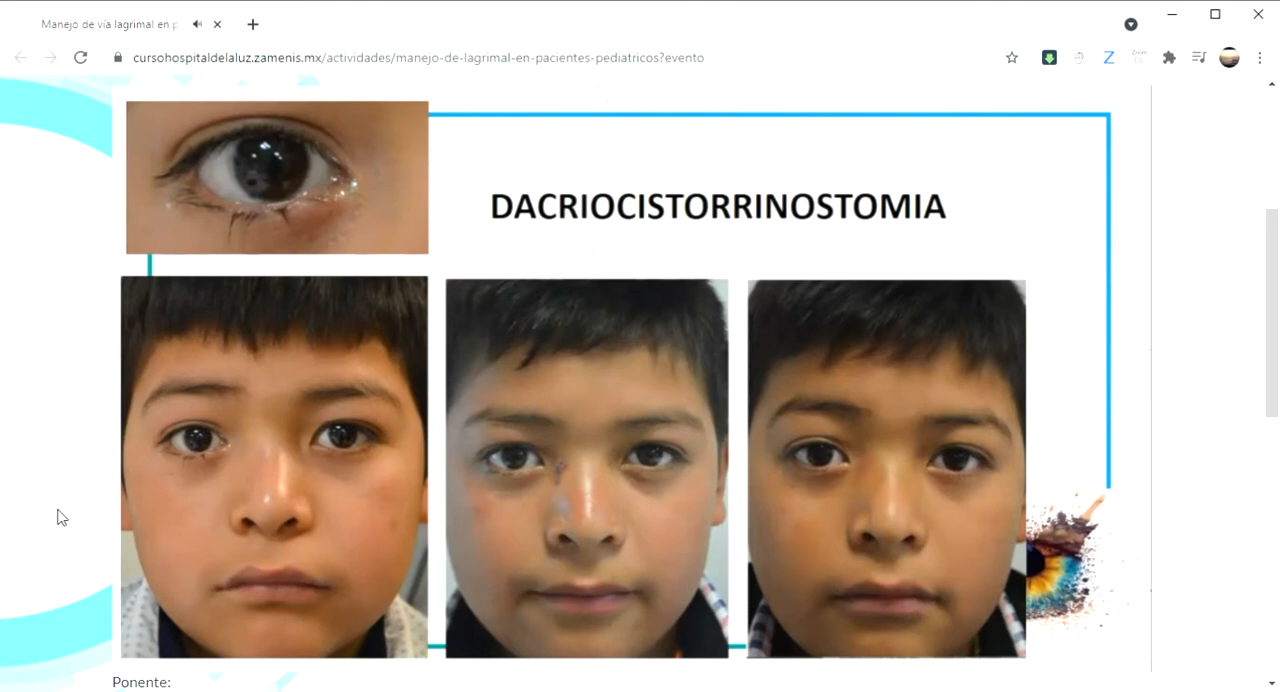 Manejo de vía lagrimal en p
cursohospitaldelaluz.zamenis.mx/actividades/manejo-de-lagrimal-en-pacientes-pediatricos?evento
DACRIOCISTORRINOSTOMIA
Ponente: